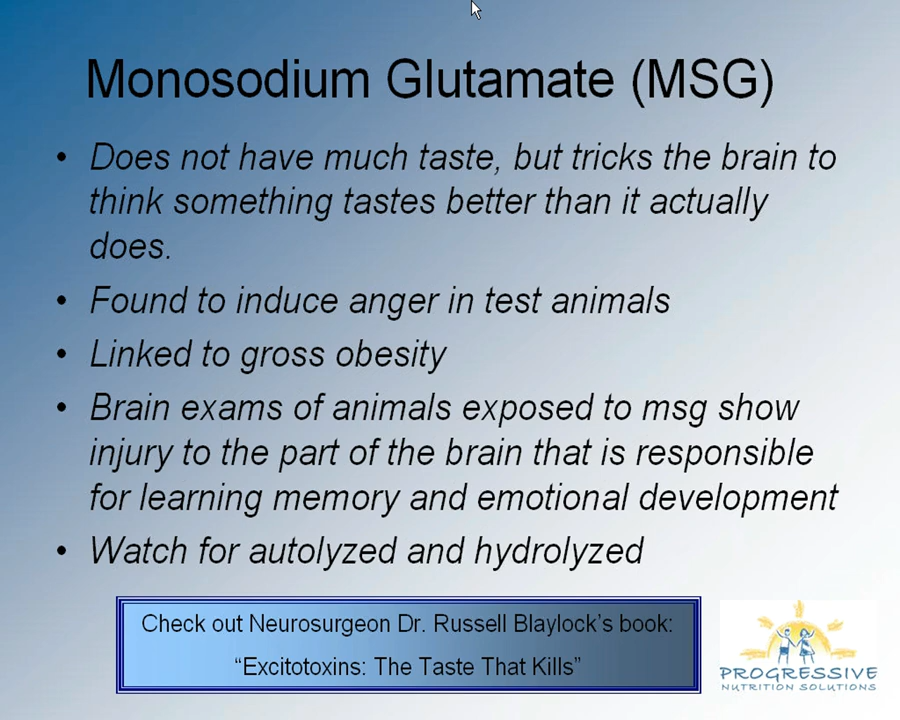 Monosodium Glutamate (MSG)
• Does not have much taste, but tricks the brain to
think something tastes better than it actually
does.
• Found to induce anger in test animals
• Linked to gross obesity
• Brain exams of animals exposed to msg show
injury to the part of the brain that is responsible
for learning memory and emotional development
• Watch for autolyzed and hydrolyzed
Check out Neurosurgeon Dr. Russell Blaylock's book:
“Excitotoxins: The Taste That Kills”
PROGRESSIVE
NUTRITION SOLUTIONS